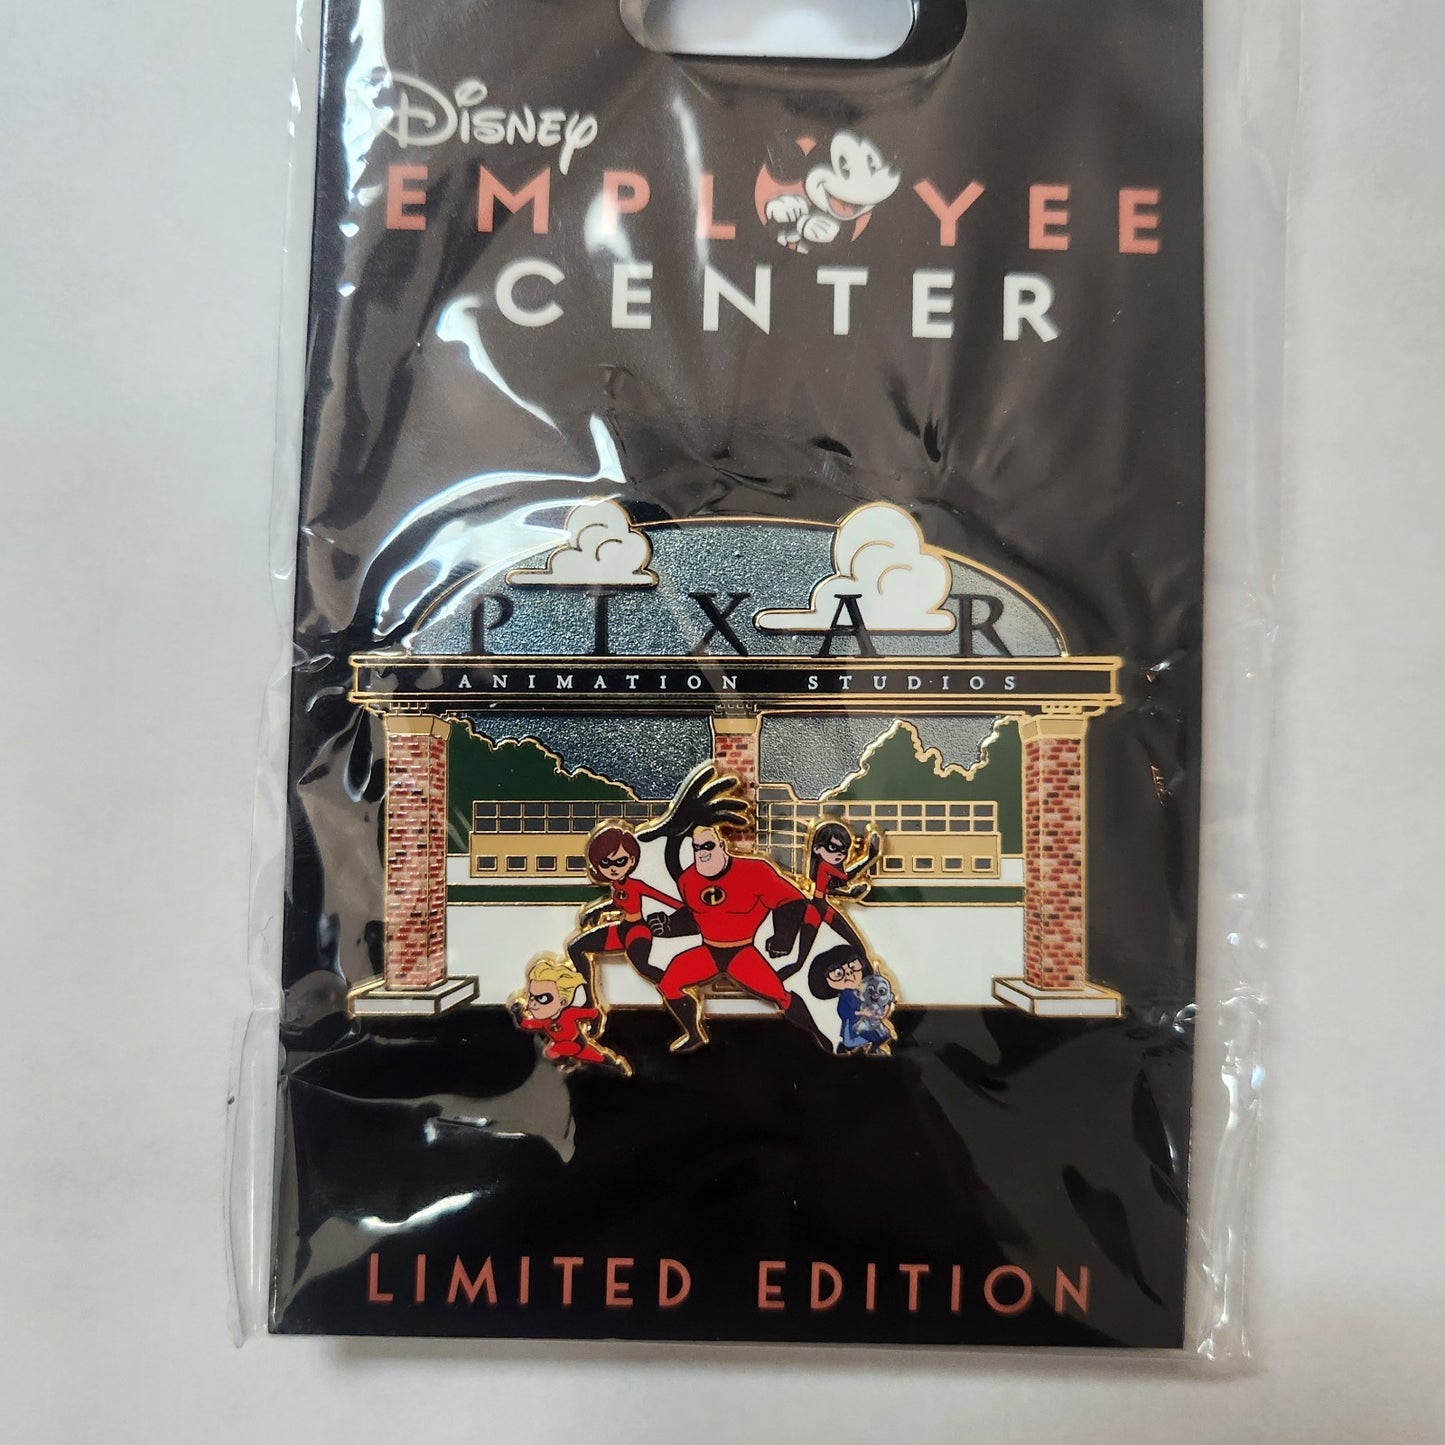 Disney
EMPLOYEE
CENTER
PIXAR
ANIMATION STUDIOS
LIMITED EDITION